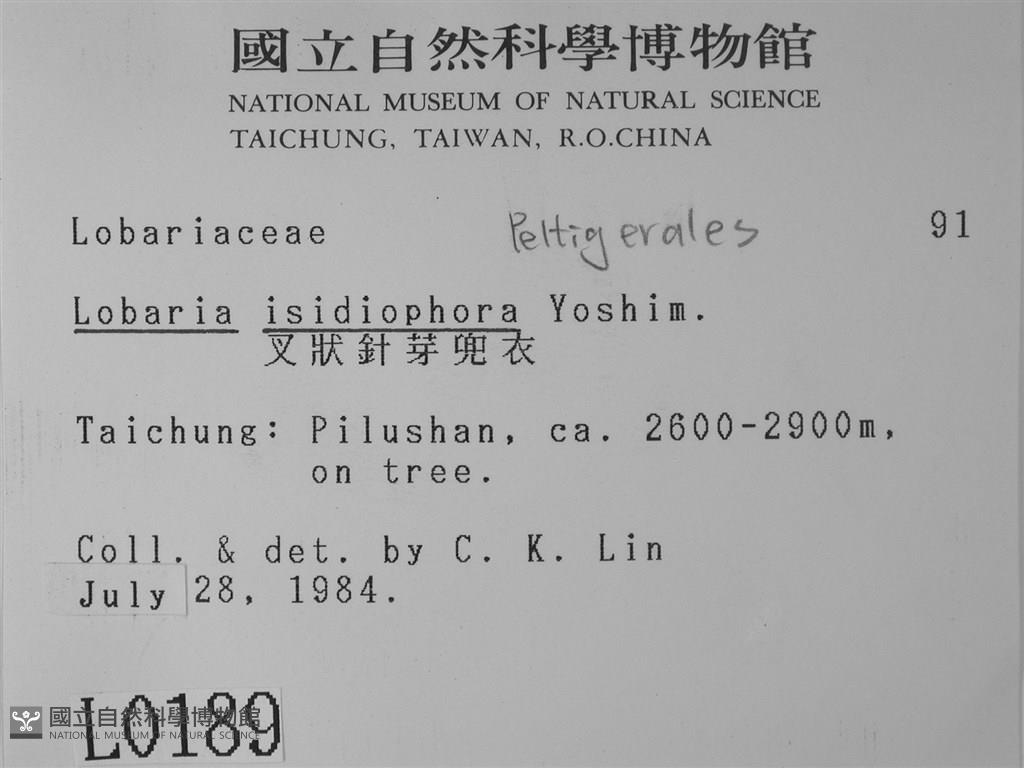 國立自然科學博物館
NATIONAL MUSEUM OF NATURAL SCIENCE
TAICHUNG, TAIWAN, R.O.CHINA
Lobariaceae Peltigerales 91
Lobaria isidiophora Yoshim.
叉狀針芽兜衣
Taichung: Pilushan, ca. 2600-2900m,
on tree.
Coll. & det. by C. K. Lin
July 28, 1984.
L0189
國立自然科學博物館
NATIONAL MUSEUM OF NATURAL SCIENCE